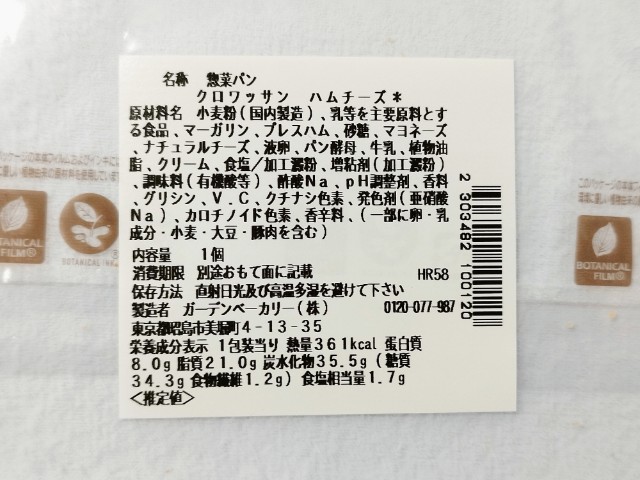 名称 惣菜パン
クロワッサン ハムチーズ*
原材料名 小麦粉(国内製造)、乳等を主要原料とす
る食品、マーガリン、プレスハム、砂糖、マヨネーズ
、ナチュラルチーズ、液卵、パン酵母、牛乳、植物油
脂、クリーム、食塩/加工澱粉、増粘剤(加工澱粉)
、調味料(有機酸等)、酢酸Na、pH調整剤、香料
、グリシン、V.C、クチナシ色素、発色剤(亜硝酸
Na)、カロチノイド色素、香辛料、(一部に卵・乳
成分・小麦・大豆・豚肉を含む)
内容量 1個
消費期限 別途おもて面に記載 HR58
保存方法 直射日光及び高温多湿を避けて下さい
製造者 ガーデンベーカリー(株) 0120-077-987
東京都昭島市美堀町4-13-35
栄養成分表示 1包装当り 熱量361kcal 蛋白質
8.0g 脂質21.0g 炭水化物35.5g(糖質
34.3g 食物繊維1.2g) 食塩相当量1.7g
<推定値>
2 303482 100120
BOTANICAL
FILM®
BOTANICAL INK
BOTANICAL
FILM®